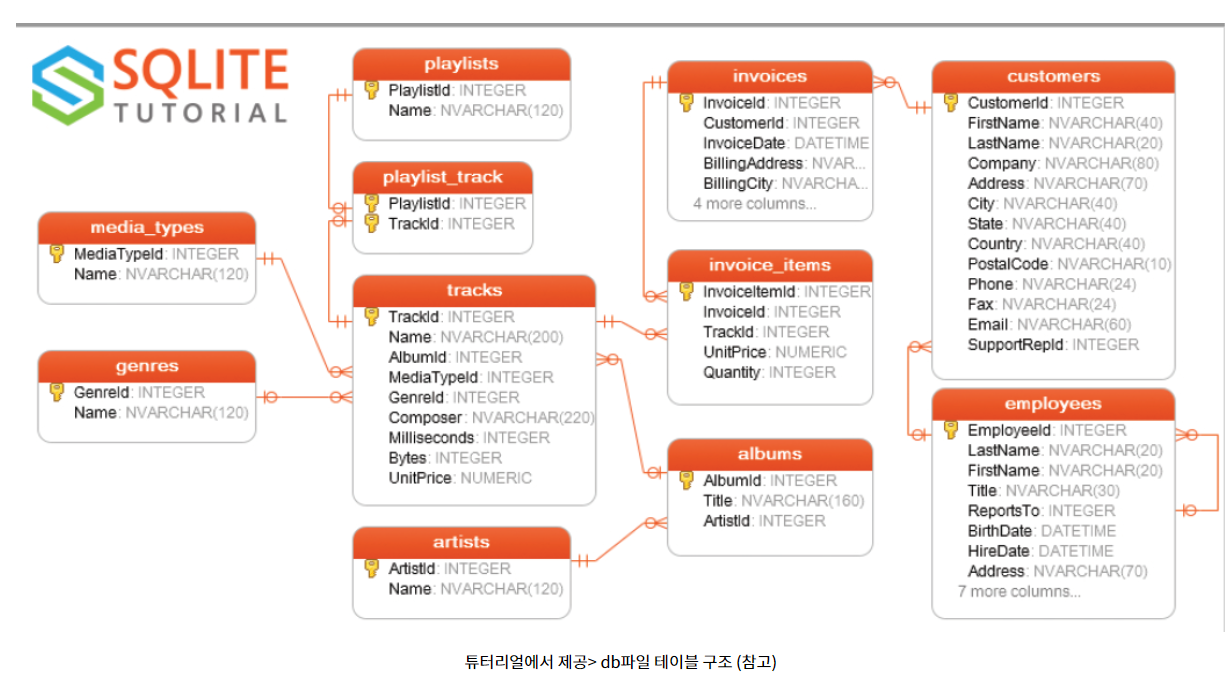 SQLITE
TUTORIAL
playlists
PlaylistId: INTEGER
Name: NVARCHAR(120)
playlist_track
PlaylistId: INTEGER
TrackId: INTEGER
media_types
MediaTypeId: INTEGER
Name: NVARCHAR(120)
genres
GenreId: INTEGER
Name: NVARCHAR(120)
tracks
TrackId: INTEGER
Name: NVARCHAR(200)
AlbumId: INTEGER
MediaTypeId: INTEGER
GenreId: INTEGER
Composer: NVARCHAR(220)
Milliseconds: INTEGER
Bytes: INTEGER
UnitPrice: NUMERIC
artists
ArtistId: INTEGER
Name: NVARCHAR(120)
invoices
InvoiceId: INTEGER
CustomerId: INTEGER
InvoiceDate: DATETIME
BillingAddress: NVAR...
BillingCity: NVARCHA...
4 more columns...
invoice_items
InvoiceItemId: INTEGER
InvoiceId: INTEGER
TrackId: INTEGER
UnitPrice: NUMERIC
Quantity: INTEGER
albums
AlbumId: INTEGER
Title: NVARCHAR(160)
ArtistId: INTEGER
customers
CustomerId: INTEGER
FirstName: NVARCHAR(40)
LastName: NVARCHAR(20)
Company: NVARCHAR(80)
Address: NVARCHAR(70)
City: NVARCHAR(40)
State: NVARCHAR(40)
Country: NVARCHAR(40)
PostalCode: NVARCHAR(10)
Phone: NVARCHAR(24)
Fax: NVARCHAR(24)
Email: NVARCHAR(60)
SupportRepId: INTEGER
employees
EmployeeId: INTEGER
LastName: NVARCHAR(20)
FirstName: NVARCHAR(20)
Title: NVARCHAR(30)
ReportsTo: INTEGER
BirthDate: DATETIME
HireDate: DATETIME
Address: NVARCHAR(70)
7 more columns...
튜터리얼에서 제공> db파일 테이블 구조 (참고)